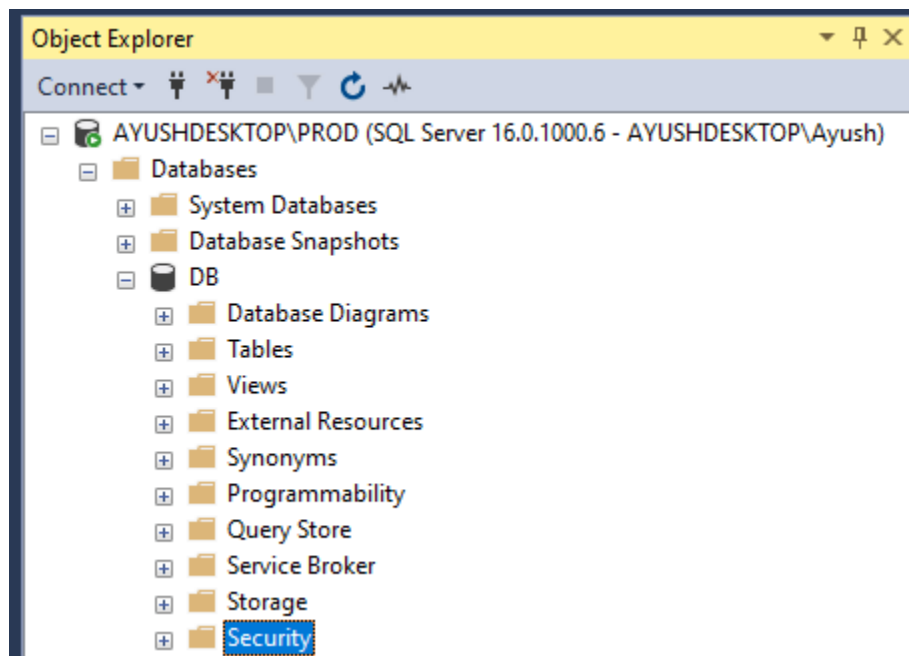 Object Explorer
Connect
AYUSHDESKTOP\PROD (SQL Server 16.0.1000.6 - AYUSHDESKTOP\Ayush)
Databases
System Databases
Database Snapshots
DB
Database Diagrams
Tables
Views
External Resources
Synonyms
Programmability
Query Store
Service Broker
Storage
Security